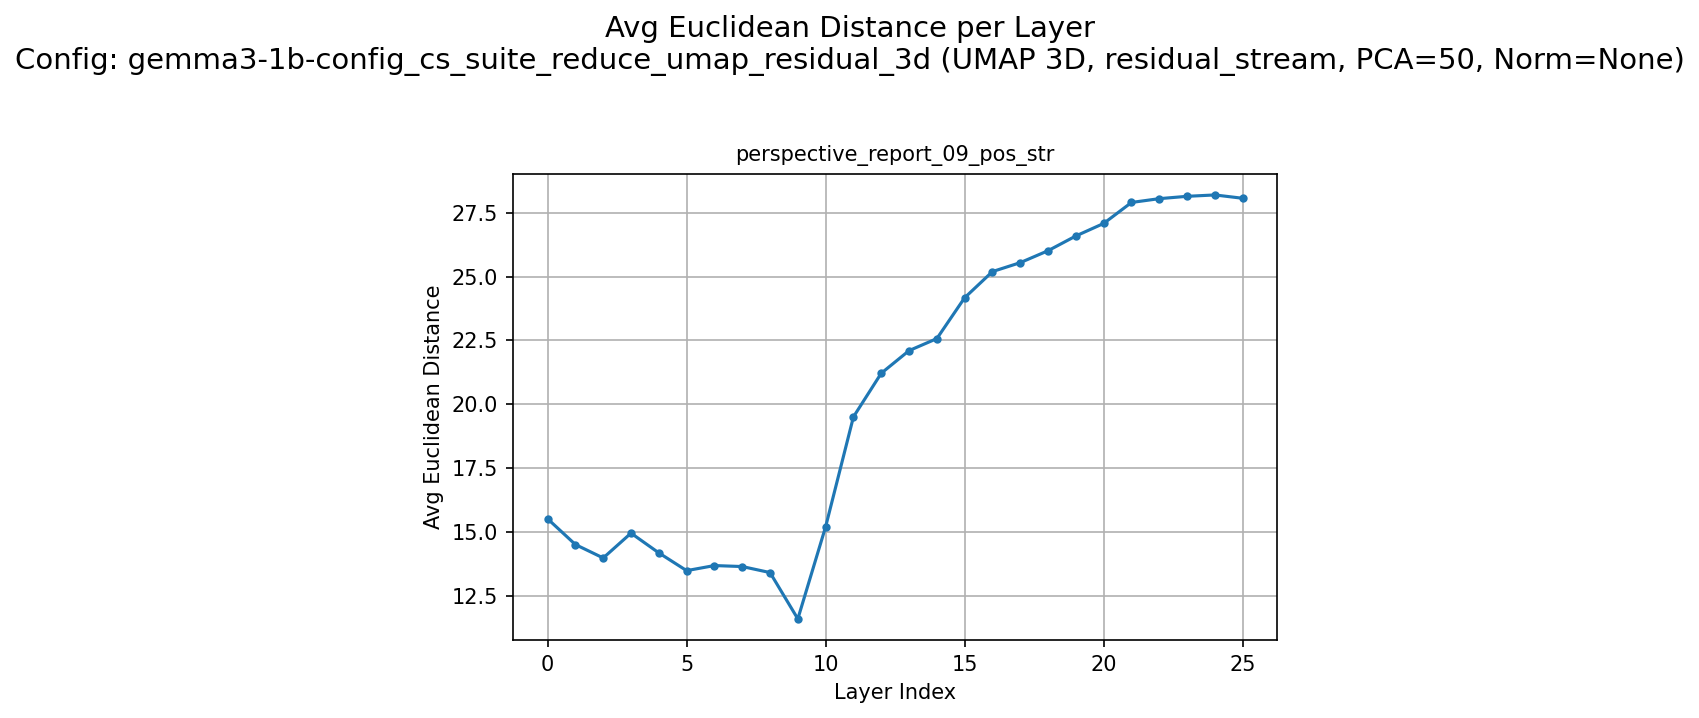 Avg Euclidean Distance per Layer
Config: gemma3-1b-config_cs_suite_reduce_umap_residual_3d (UMAP 3D, residual_stream, PCA=50, Norm=None)
perspective_report_09_pos_str
Avg Euclidean Distance
27.5
25.0
22.5
20.0
17.5
15.0
12.5
0 5 10 15 20 25
Layer Index